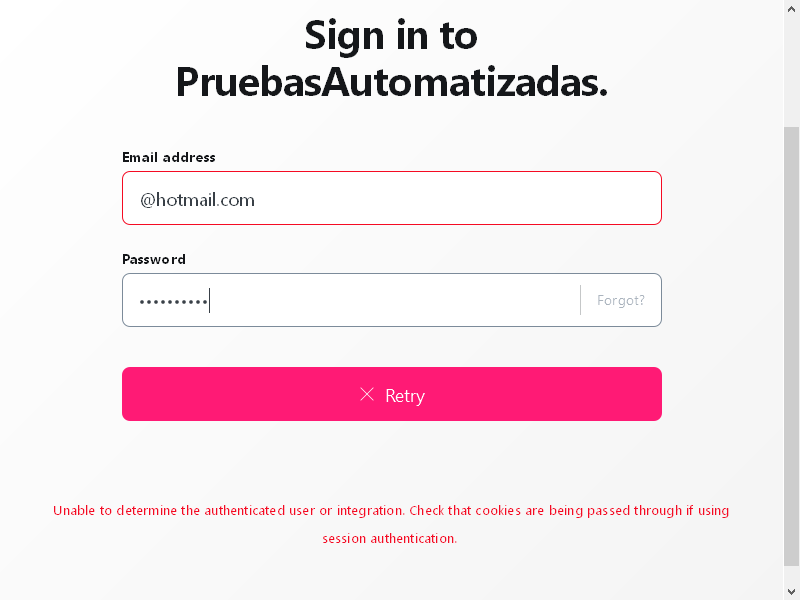 Sign in to
PruebasAutomatizadas.
Email address
@hotmail.com
Password
••••••••••
Forgot?
Retry
Unable to determine the authenticated user or integration. Check that cookies are being passed through if using
session authentication.